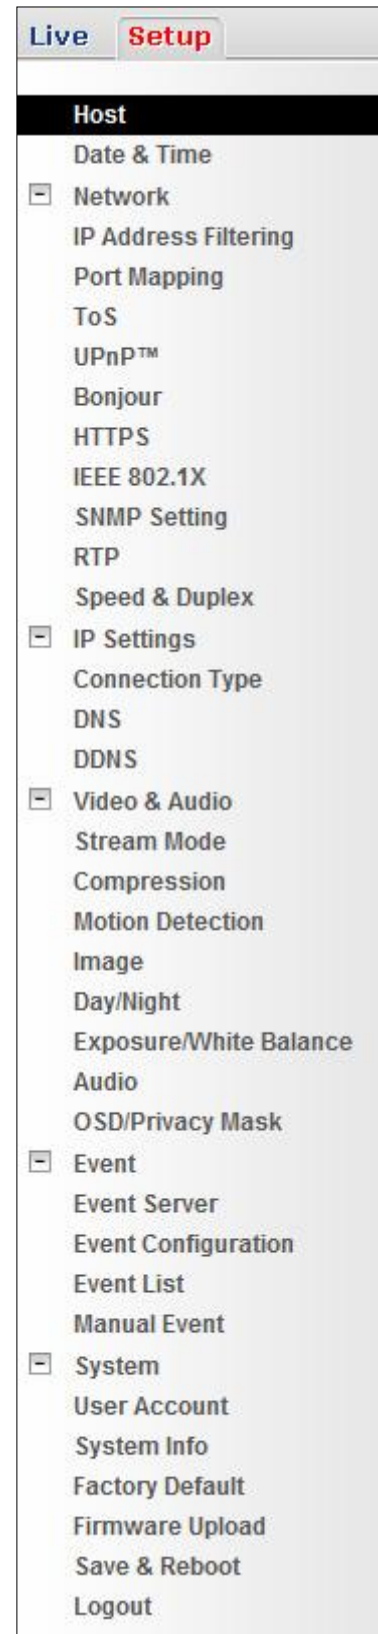 Live Setup
Host
Date & Time
Network
IP Address Filtering
Port Mapping
ToS
UPnP™
Bonjour
HTTPS
IEEE 802.1X
SNMP Setting
RTP
Speed & Duplex
IP Settings
Connection Type
DNS
DDNS
Video & Audio
Stream Mode
Compression
Motion Detection
Image
Day/Night
Exposure/White Balance
Audio
OSD/Privacy Mask
Event
Event Server
Event Configuration
Event List
Manual Event
System
User Account
System Info
Factory Default
Firmware Upload
Save & Reboot
Logout